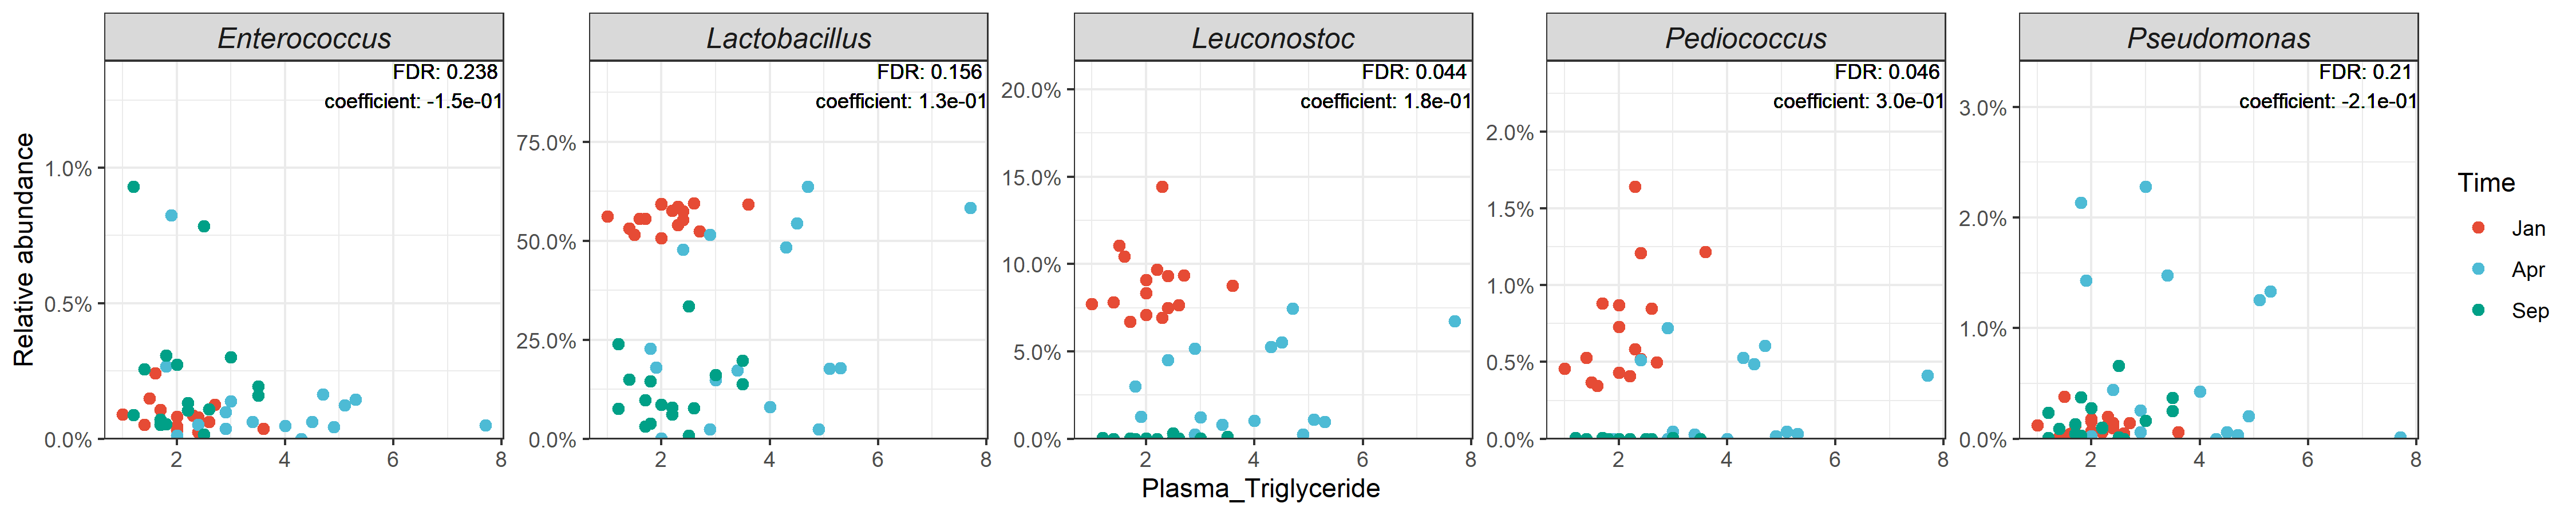 Enterococcus
Lactobacillus
Leuconostoc
Pediococcus
Pseudomonas
FDR: 0.238
coefficient: -1.5e-01
FDR: 0.156
coefficient: 1.3e-01
FDR: 0.044
coefficient: 1.8e-01
FDR: 0.046
coefficient: 3.0e-01
FDR: 0.21
coefficient: -2.1e-01
Relative abundance
1.0%
0.5%
0.0%
2 4 6 8
75.0%
50.0%
25.0%
0.0%
2 4 6 8
20.0%
15.0%
10.0%
5.0%
0.0%
2 4 6 8
2.0%
1.5%
1.0%
0.5%
0.0%
2 4 6 8
3.0%
2.0%
1.0%
0.0%
2 4 6 8
Plasma_Triglyceride
Time
Jan
Apr
Sep